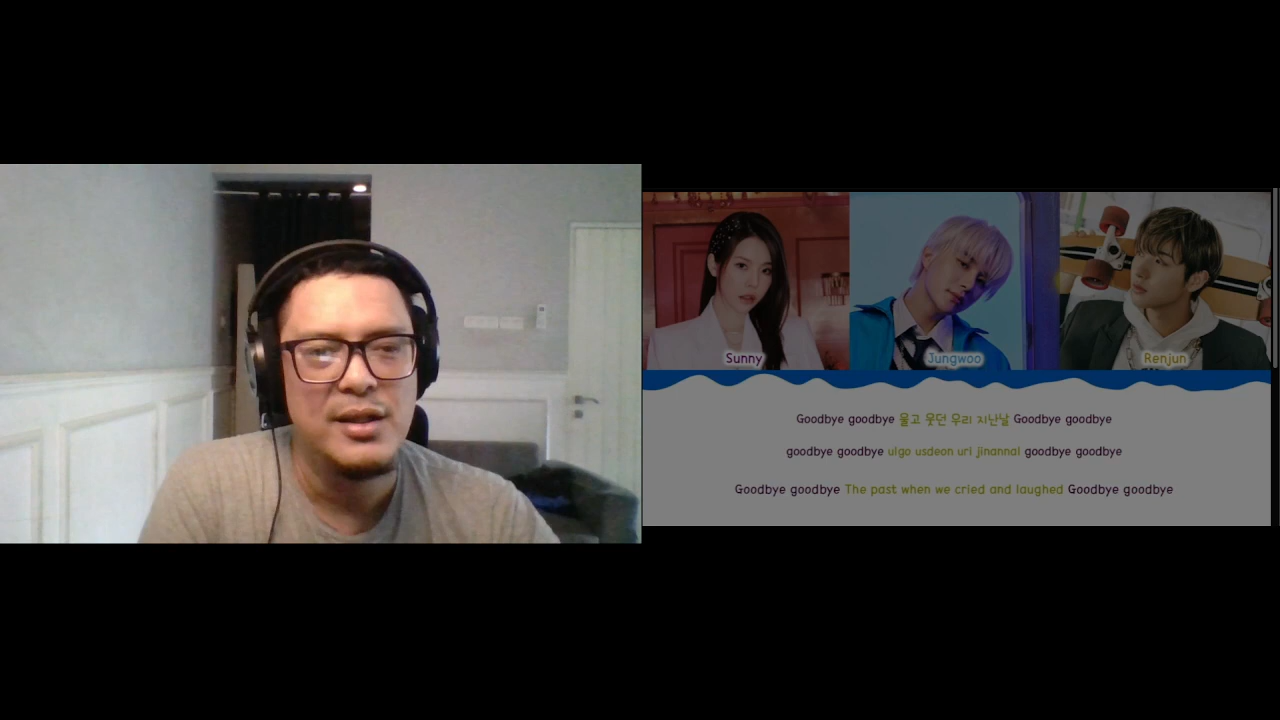 Sunny Jungwoo Renjun
Goodbye goodbye 울고 웃던 우리 지난날 Goodbye goodbye
goodbye goodbye ulgo usdeon uri jinannal goodbye goodbye
Goodbye goodbye The past when we cried and laughed Goodbye goodbye